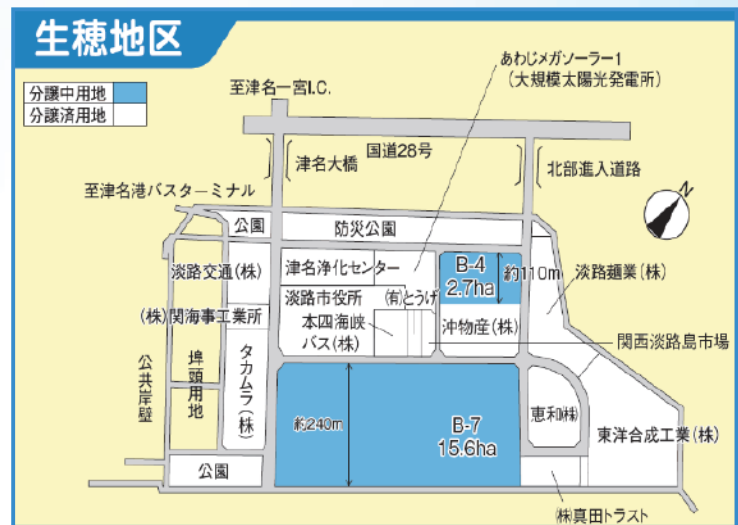 生穂地区
分譲中用地
分譲済用地
あわじメガソーラー1
(大規模太陽光発電所)
至津名一宮I.C.
国道28号
津名大橋
北部進入道路
至津名港バスターミナル
N
公園
防災公園
淡路交通(株)
津名浄化センター
B-4
2.7ha
約110m
淡路麺業(株)
淡路市役所
(有)とうげ
(株)関海事工業所
本四海峡
バス(株)
沖物産(株)
関西淡路島市場
公共岸壁
埠頭用地
タカムラ(株)
約240m
B-7
15.6ha
恵和(株)
東洋合成工業(株)
公園
(株)真田トラスト